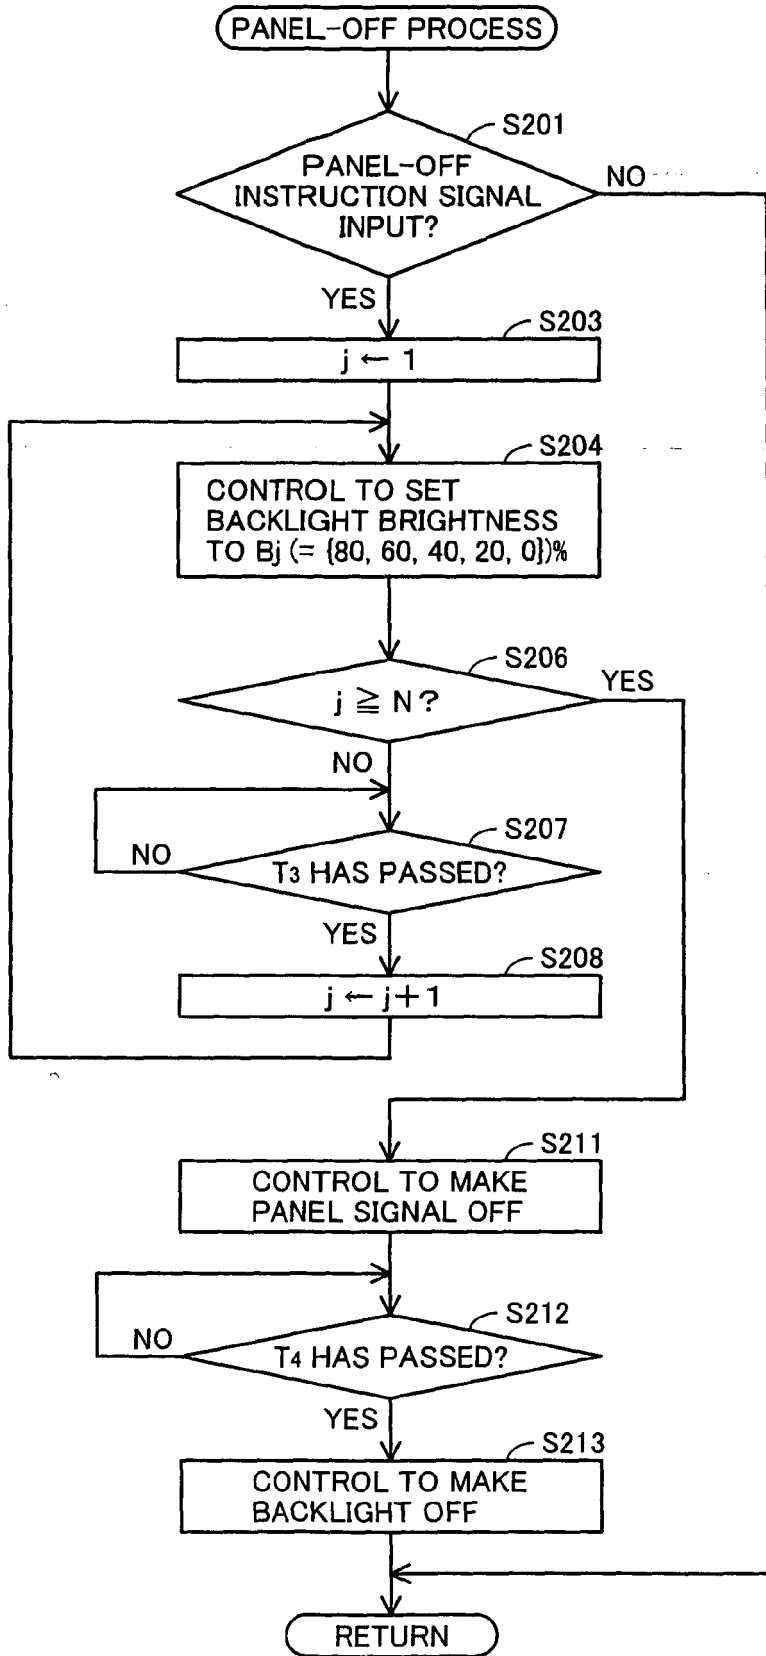 PANEL-OFF PROCESS
S201
PANEL-OFF
INSTRUCTION SIGNAL
INPUT?
NO
YES
S203
j ← 1
S204
CONTROL TO SET
BACKLIGHT BRIGHTNESS
TO Bj (= {80, 60, 40, 20, 0})%
S206
j ≧ N?
YES
NO
S207
T3 HAS PASSED?
NO
YES
S208
j ← j+1
S211
CONTROL TO MAKE
PANEL SIGNAL OFF
S212
T4 HAS PASSED?
NO
YES
S213
CONTROL TO MAKE
BACKLIGHT OFF
RETURN